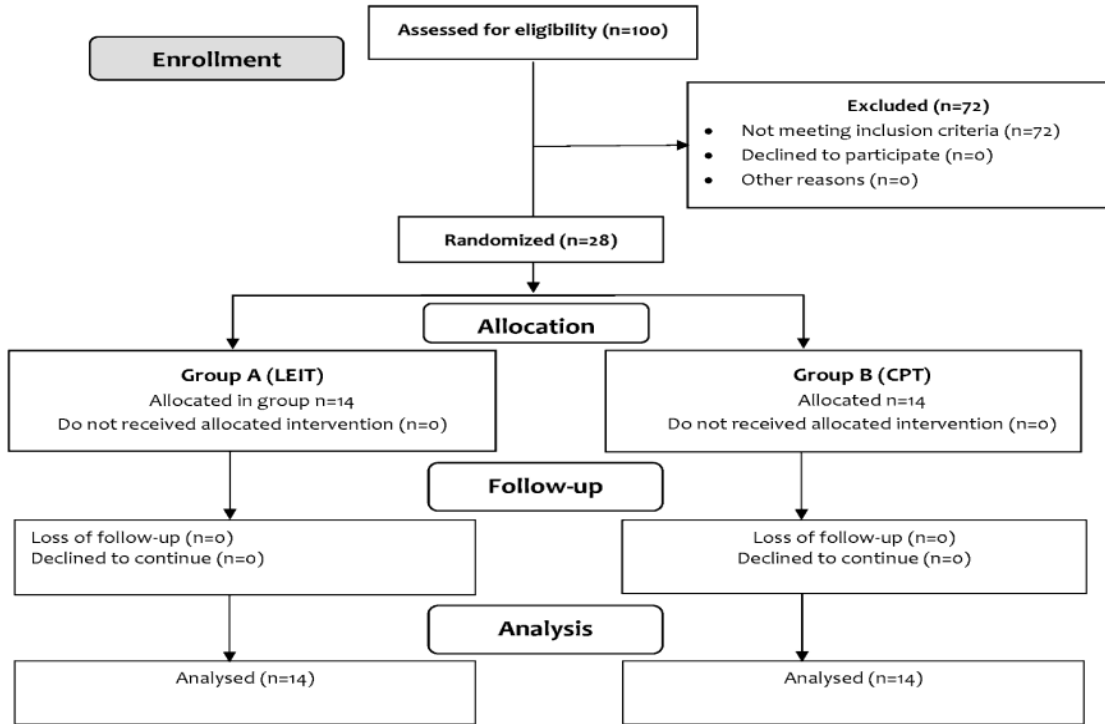 Assessed for eligibility (n=100)
Enrollment
Excluded (n=72)
• Not meeting inclusion criteria (n=72)
• Declined to participate (n=0)
• Other reasons (n=0)
Randomized (n=28)
Allocation
Group A (LEIT)
Allocated in group n=14
Do not received allocated intervention (n=0)
Group B (CPT)
Allocated n=14
Do not received allocated intervention (n=0)
Follow-up
Loss of follow-up (n=0)
Declined to continue (n=0)
Loss of follow-up (n=0)
Declined to continue (n=0)
Analysis
Analysed (n=14)
Analysed (n=14)